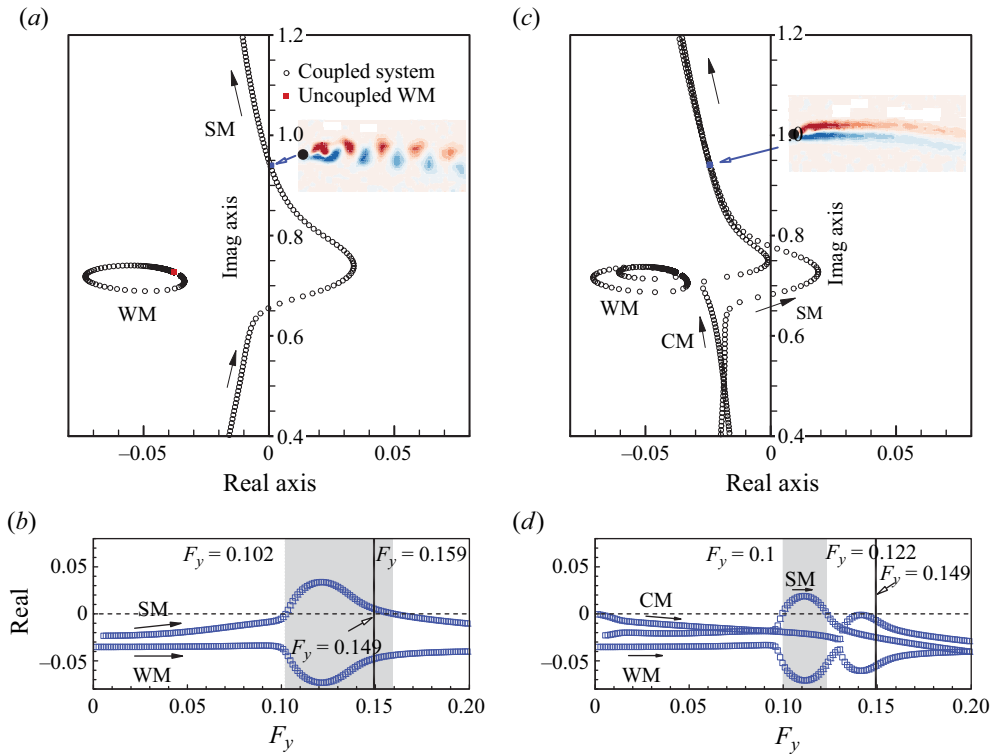 (a)
1.2
Coupled system
Uncoupled WM
SM
1.0
Imag axis
0.8
WM
0.6
0.4
−0.05 0 0.05
Real axis
(c)
1.2
1.0
0.8
Imag axis
WM
SM
CM
0.6
0.4
−0.05 0 0.05
Real axis
(b)
Real
0.05
0
−0.05
F_y = 0.102
F_y = 0.159
SM
F_y = 0.149
WM
0 0.05 0.10 0.15 0.20
F_y
(d)
0.05
0
−0.05
F_y = 0.1
SM
F_y = 0.122
F_y = 0.149
CM
WM
0 0.05 0.10 0.15 0.20
F_y